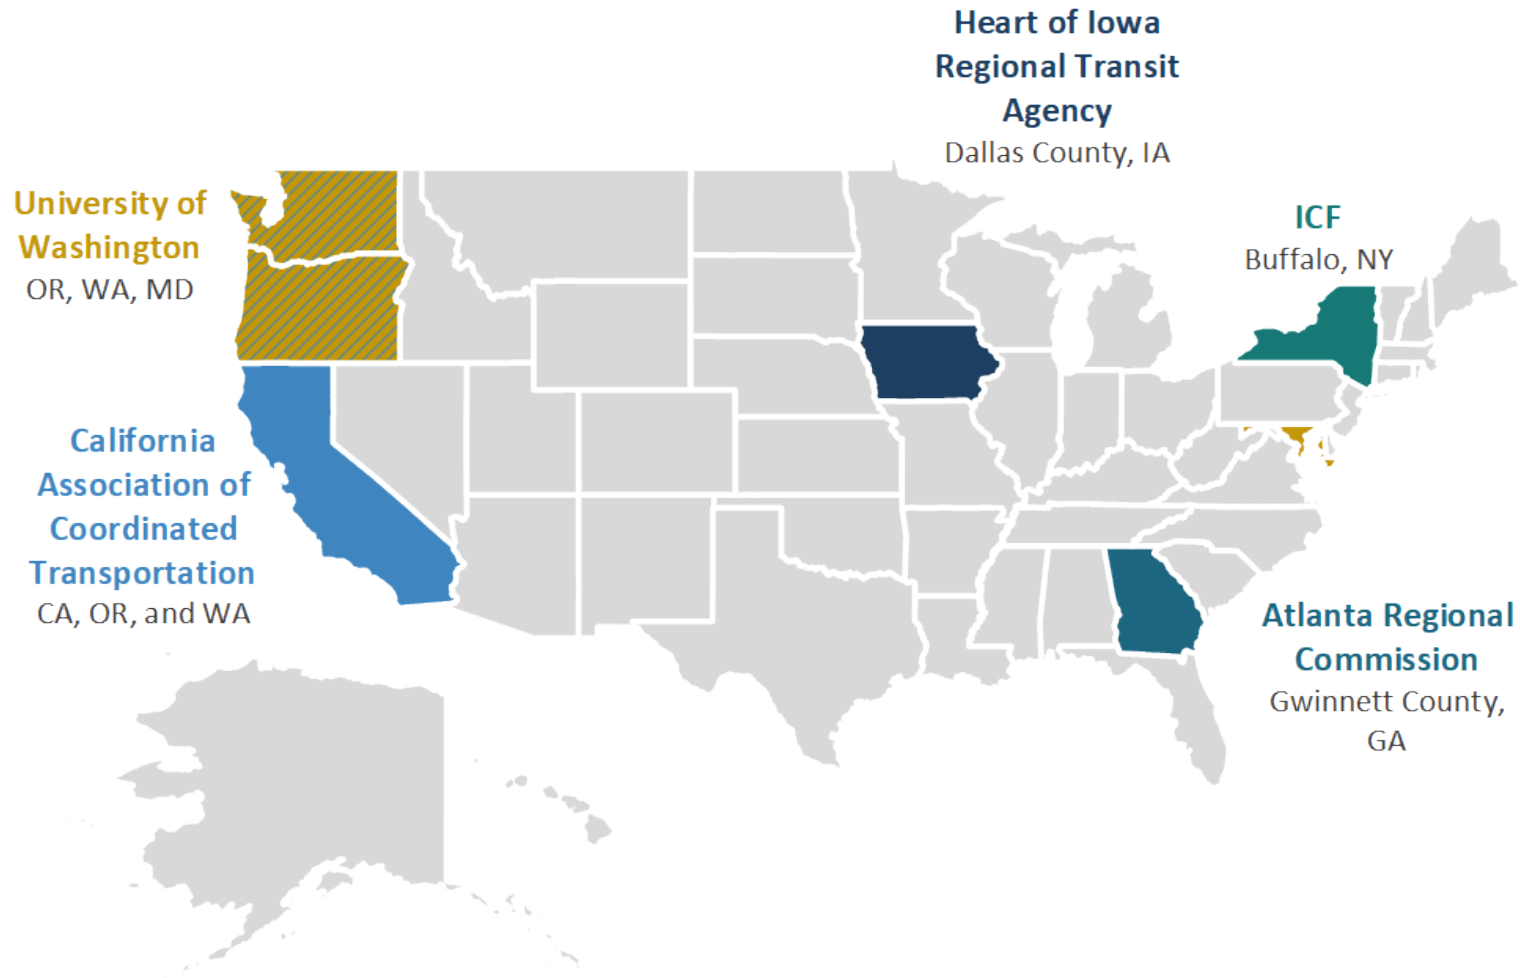 Heart of Iowa
Regional Transit
Agency
Dallas County, IA
University of
Washington
OR, WA, MD
ICF
Buffalo, NY
California
Association of
Coordinated
Transportation
CA, OR, and WA
Atlanta Regional
Commission
Gwinnett County,
GA